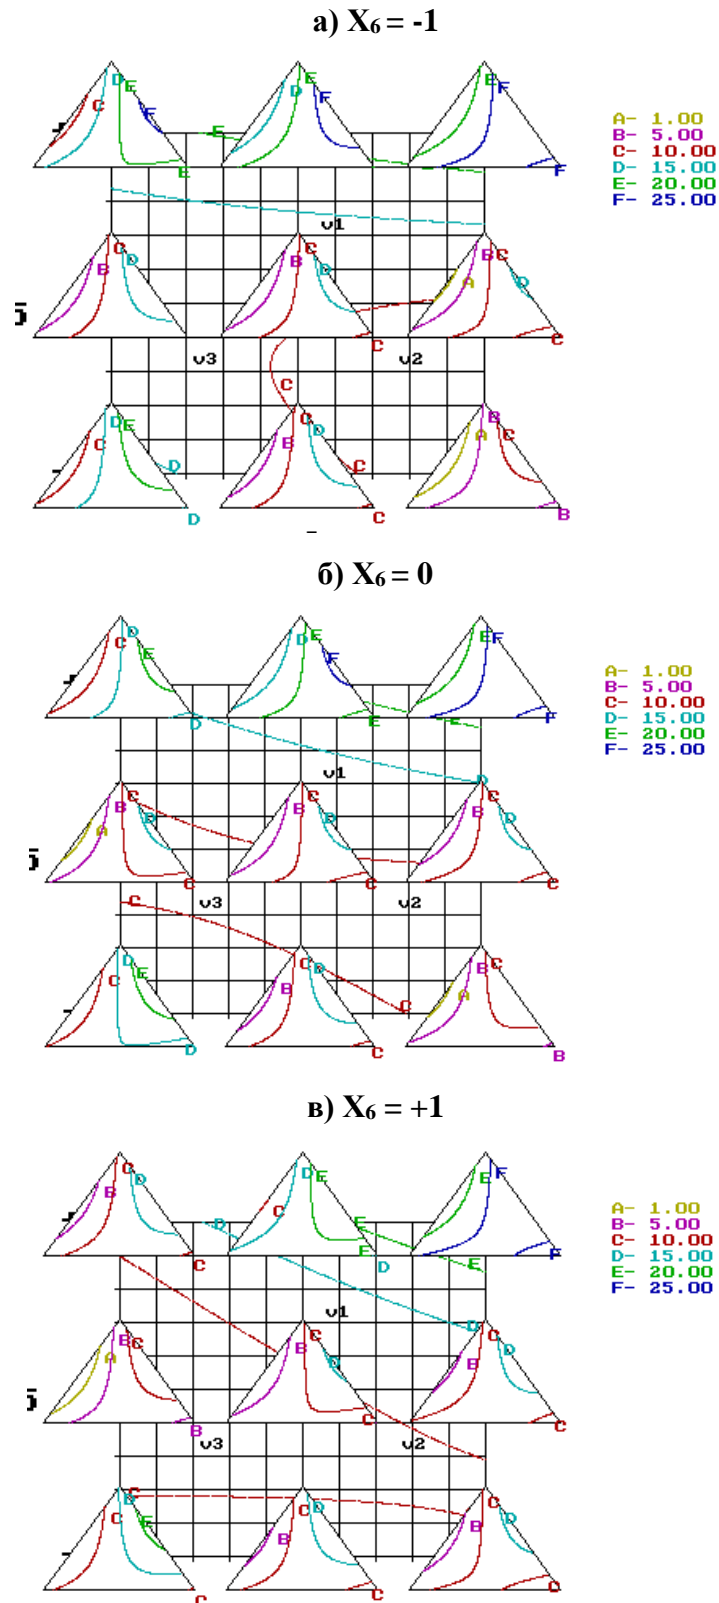 а) X₆ = -1
A- 1.00
B- 5.00
C- 10.00
D- 15.00
E- 20.00
F- 25.00
C D E F E
D E F
E F F
v1
B C D
B C D C
A B C D C
v3 v2
C
C D E D D
B C D C C
A B C B
б) X₆ = 0
A- 1.00
B- 5.00
C- 10.00
D- 15.00
E- 20.00
F- 25.00
C D E D
D E F E E
E F F
v1
D
A B C D C
B C D C
B C D C
v3 v2
C
C D E D
B C D C C
A B C B
в) X₆ = +1
A- 1.00
B- 5.00
C- 10.00
D- 15.00
E- 20.00
F- 25.00
B C D C D
C D E E E D
E F F E
v1
D
A B C B
B C D C
B C D C
v3 v2
C
C D E C
B C D C
B C D C